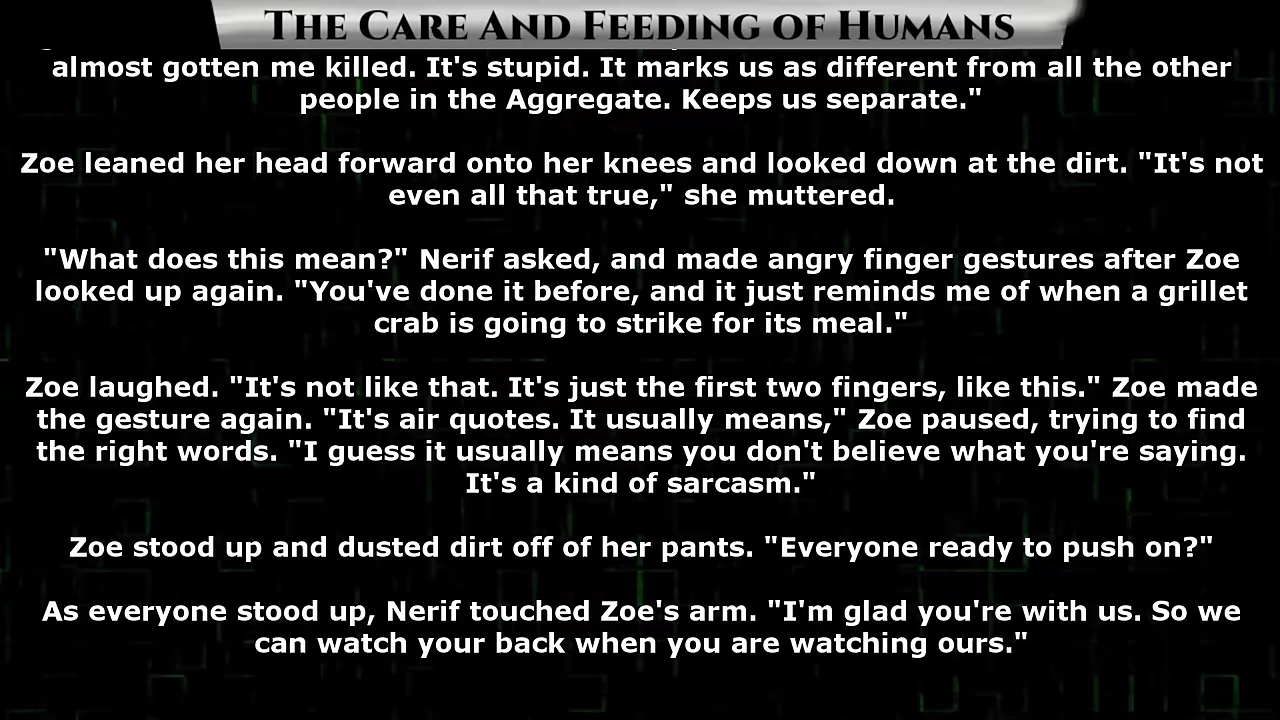 The Care And Feeding of Humans
almost gotten me killed. It's stupid. It marks us as different from all the other
people in the Aggregate. Keeps us separate."
Zoe leaned her head forward onto her knees and looked down at the dirt. "It's not
even all that true," she muttered.
"What does this mean?" Nerif asked, and made angry finger gestures after Zoe
looked up again. "You've done it before, and it just reminds me of when a grillet
crab is going to strike for its meal."
Zoe laughed. "It's not like that. It's just the first two fingers, like this." Zoe made
the gesture again. "It's air quotes. It usually means," Zoe paused, trying to find
the right words. "I guess it usually means you don't believe what you're saying.
It's a kind of sarcasm."
Zoe stood up and dusted dirt off of her pants. "Everyone ready to push on?"
As everyone stood up, Nerif touched Zoe's arm. "I'm glad you're with us. So we
can watch your back when you are watching ours."